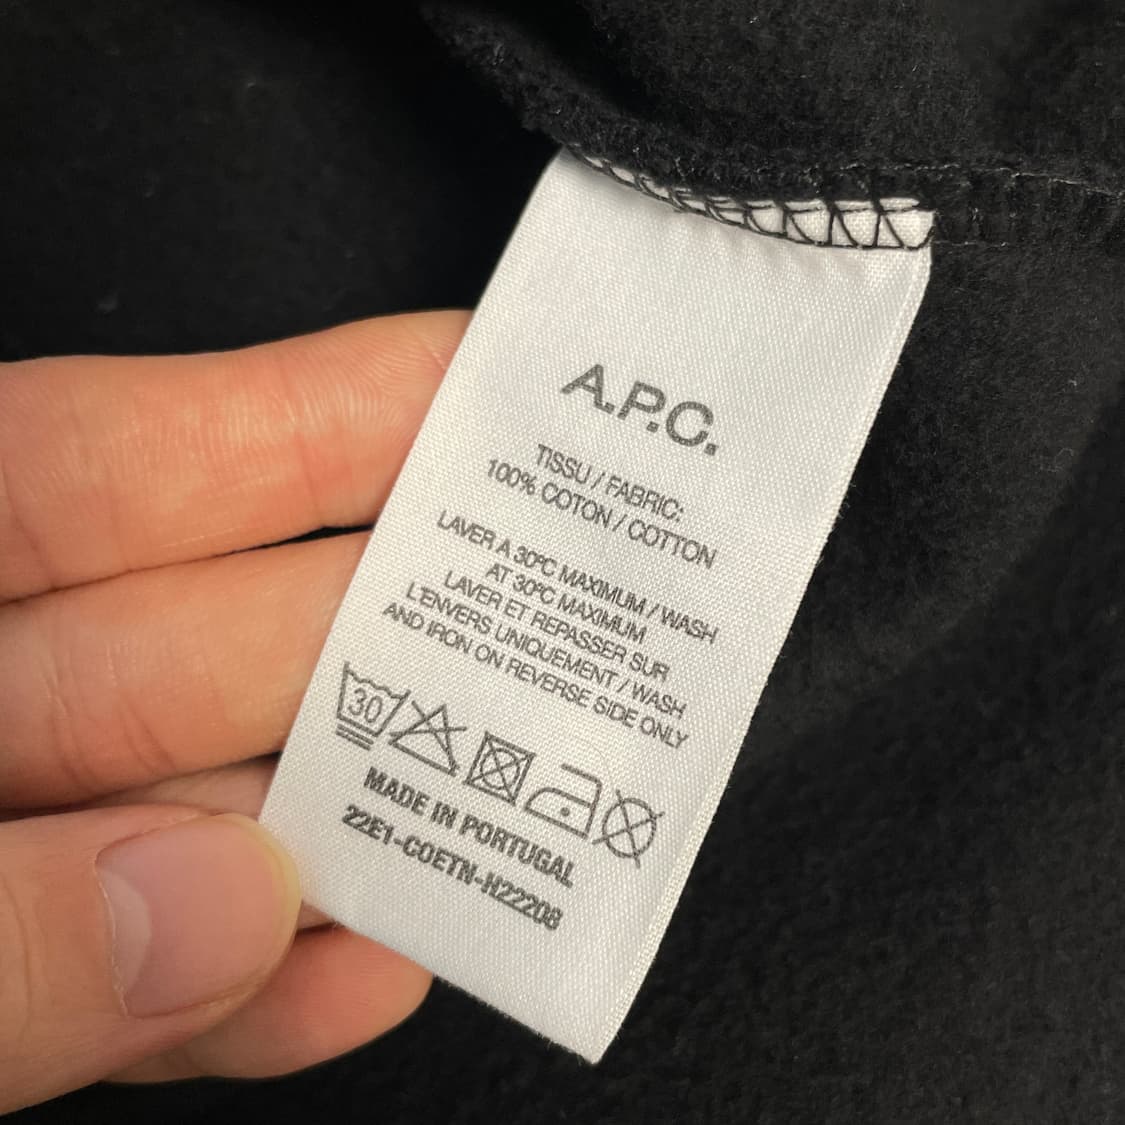 A.P.C.
TISSU / FABRIC:
100% COTON / COTTON
LAVER A 30°C MAXIMUM / WASH
AT 30°C MAXIMUM
LAVER ET REPASSER SUR
L'ENVERS UNIQUEMENT / WASH
AND IRON ON REVERSE SIDE ONLY
30
MADE IN PORTUGAL
22E1-COETN-H22208